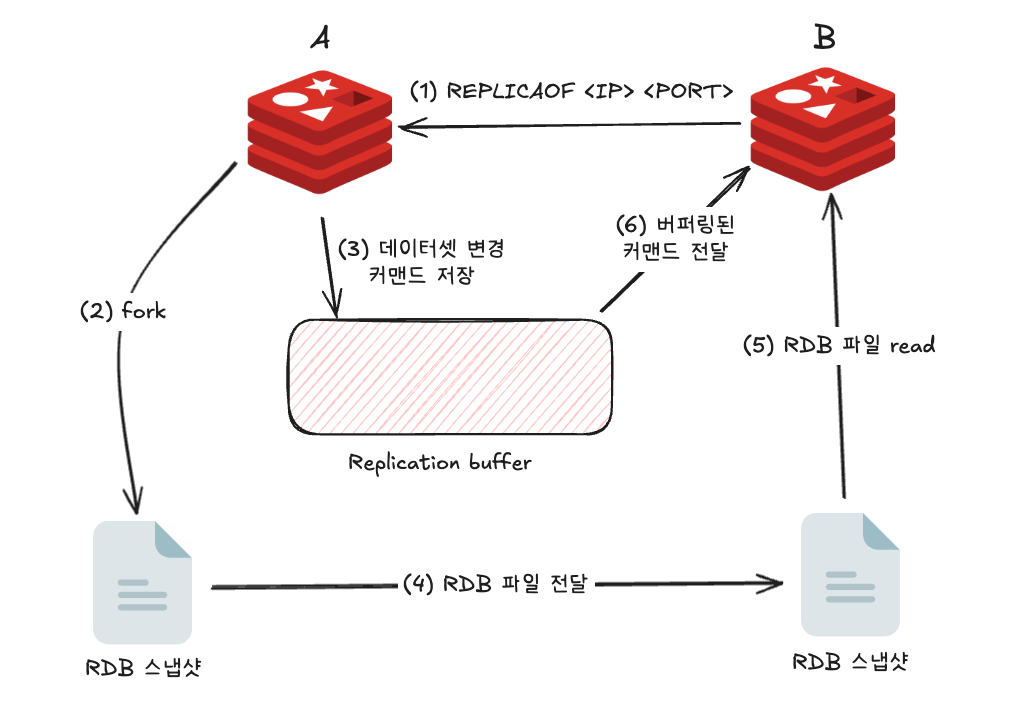 A
B
(1) REPLICAOF <IP> <PORT>
(2) fork
(3) 데이터셋 변경
커맨드 저장
(6) 버퍼링된
커맨드 전달
(5) RDB 파일 read
Replication buffer
(4) RDB 파일 전달
RDB 스냅샷
RDB 스냅샷